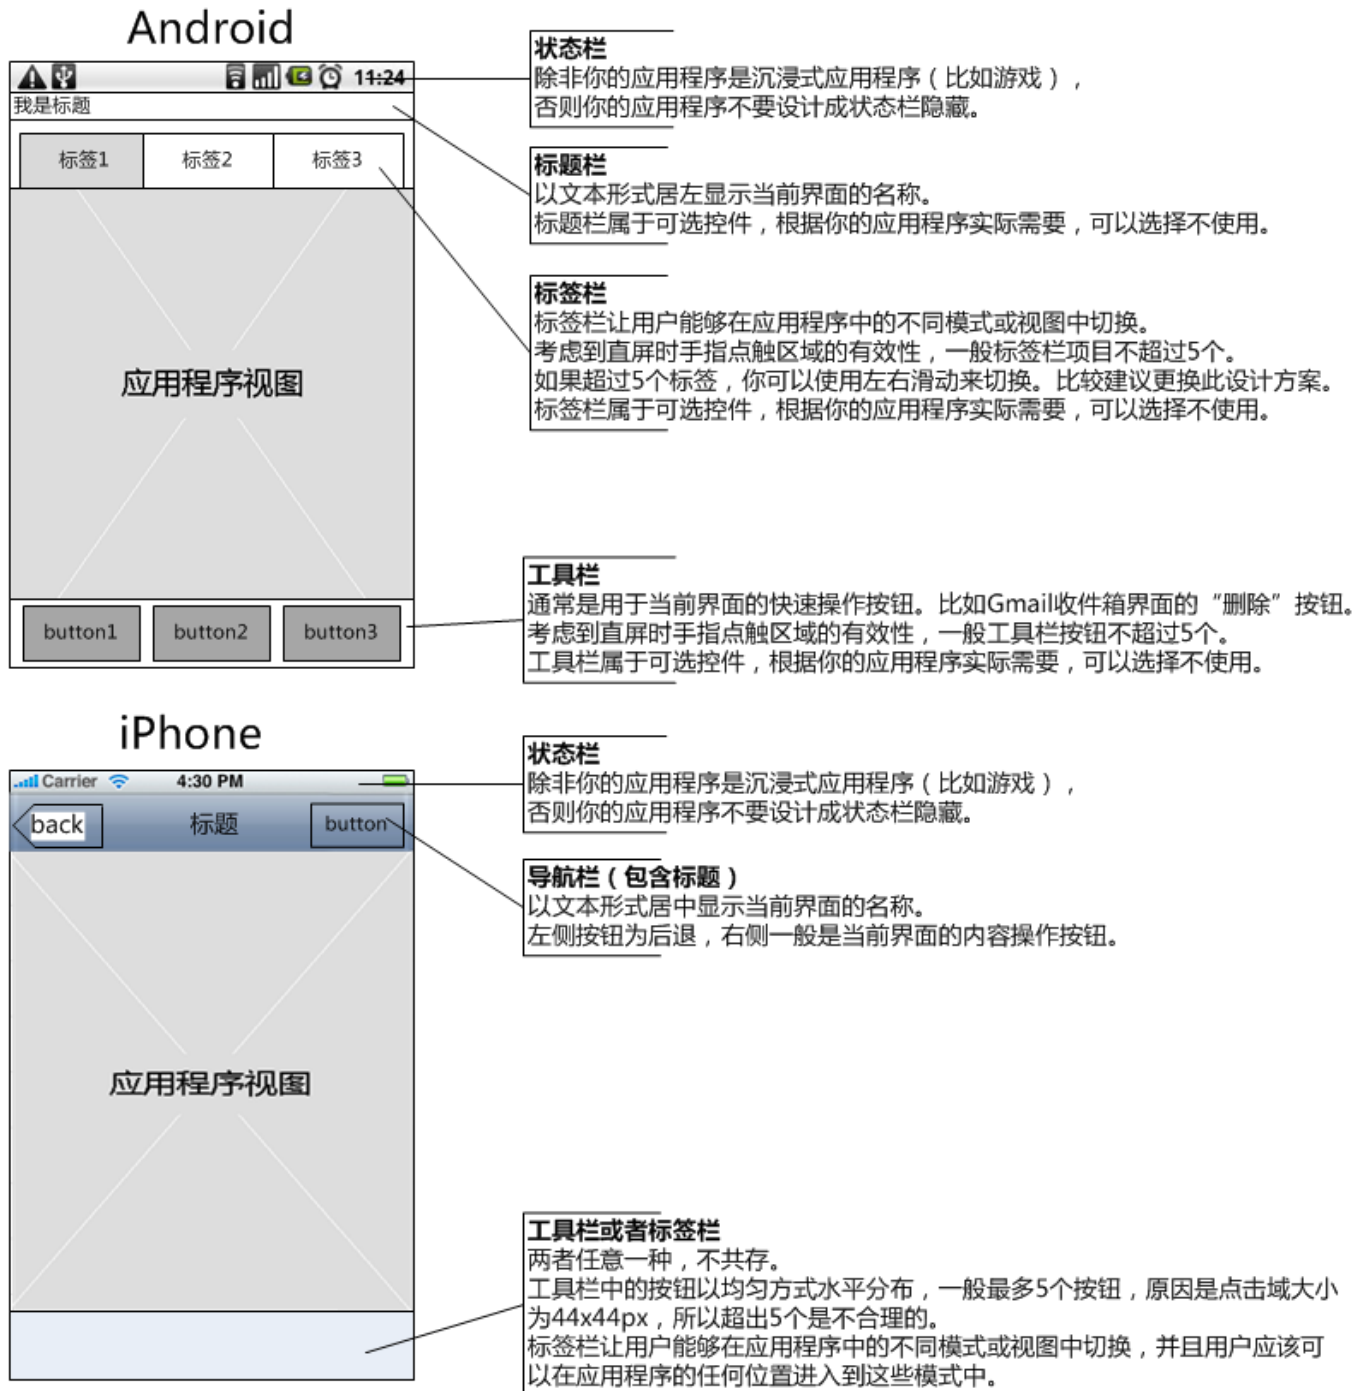 Android
11:24
我是标题
标签1 标签2 标签3
应用程序视图
button1 button2 button3
状态栏
除非你的应用程序是沉浸式应用程序（比如游戏），
否则你的应用程序不要设计成状态栏隐藏。
标题栏
以文本形式居左显示当前界面的名称。
标题栏属于可选控件，根据你的应用程序实际需要，可以选择不使用。
标签栏
标签栏让用户能够在应用程序中的不同模式或视图中切换。
考虑到直屏时手指点触区域的有效性，一般标签栏项目不超过5个。
如果超过5个标签，你可以使用左右滑动来切换。比较建议更换此设计方案。
标签栏属于可选控件，根据你的应用程序实际需要，可以选择不使用。
工具栏
通常是用于当前界面的快速操作按钮。比如Gmail收件箱界面的“删除”按钮。
考虑到直屏时手指点触区域的有效性，一般工具栏按钮不超过5个。
工具栏属于可选控件，根据你的应用程序实际需要，可以选择不使用。
iPhone
Carrier 4:30 PM
back 标题 button
应用程序视图
状态栏
除非你的应用程序是沉浸式应用程序（比如游戏），
否则你的应用程序不要设计成状态栏隐藏。
导航栏（包含标题）
以文本形式居中显示当前界面的名称。
左侧按钮为后退，右侧一般是当前界面的内容操作按钮。
工具栏或者标签栏
两者任意一种，不共存。
工具栏中的按钮以均匀方式水平分布，一般最多5个按钮，原因是点击域大小
为44x44px，所以超出5个是不合理的。
标签栏让用户能够在应用程序中的不同模式或视图中切换，并且用户应该可
以在应用程序的任何位置进入到这些模式中。